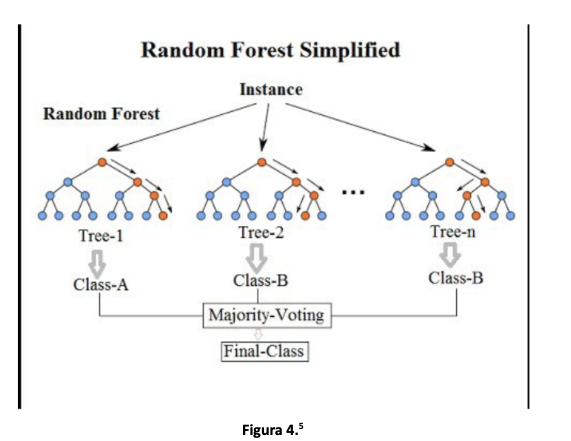 Random Forest Simplified
Instance
Random Forest
...
Tree-1
Tree-2
Tree-n
Class-A
Class-B
Class-B
Majority-Voting
Final-Class
Figura 4.⁵